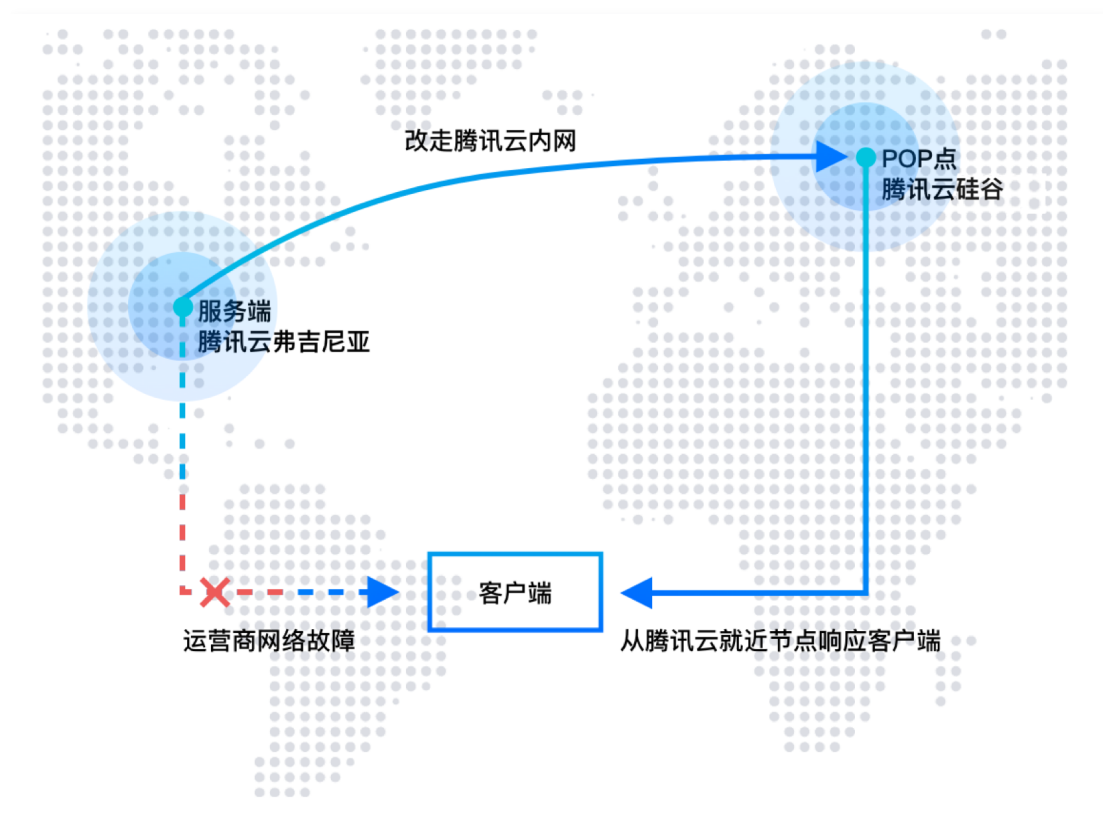 改走腾讯云内网
POP点
腾讯云硅谷
服务端
腾讯云弗吉尼亚
客户端
运营商网络故障
从腾讯云就近节点响应客户端